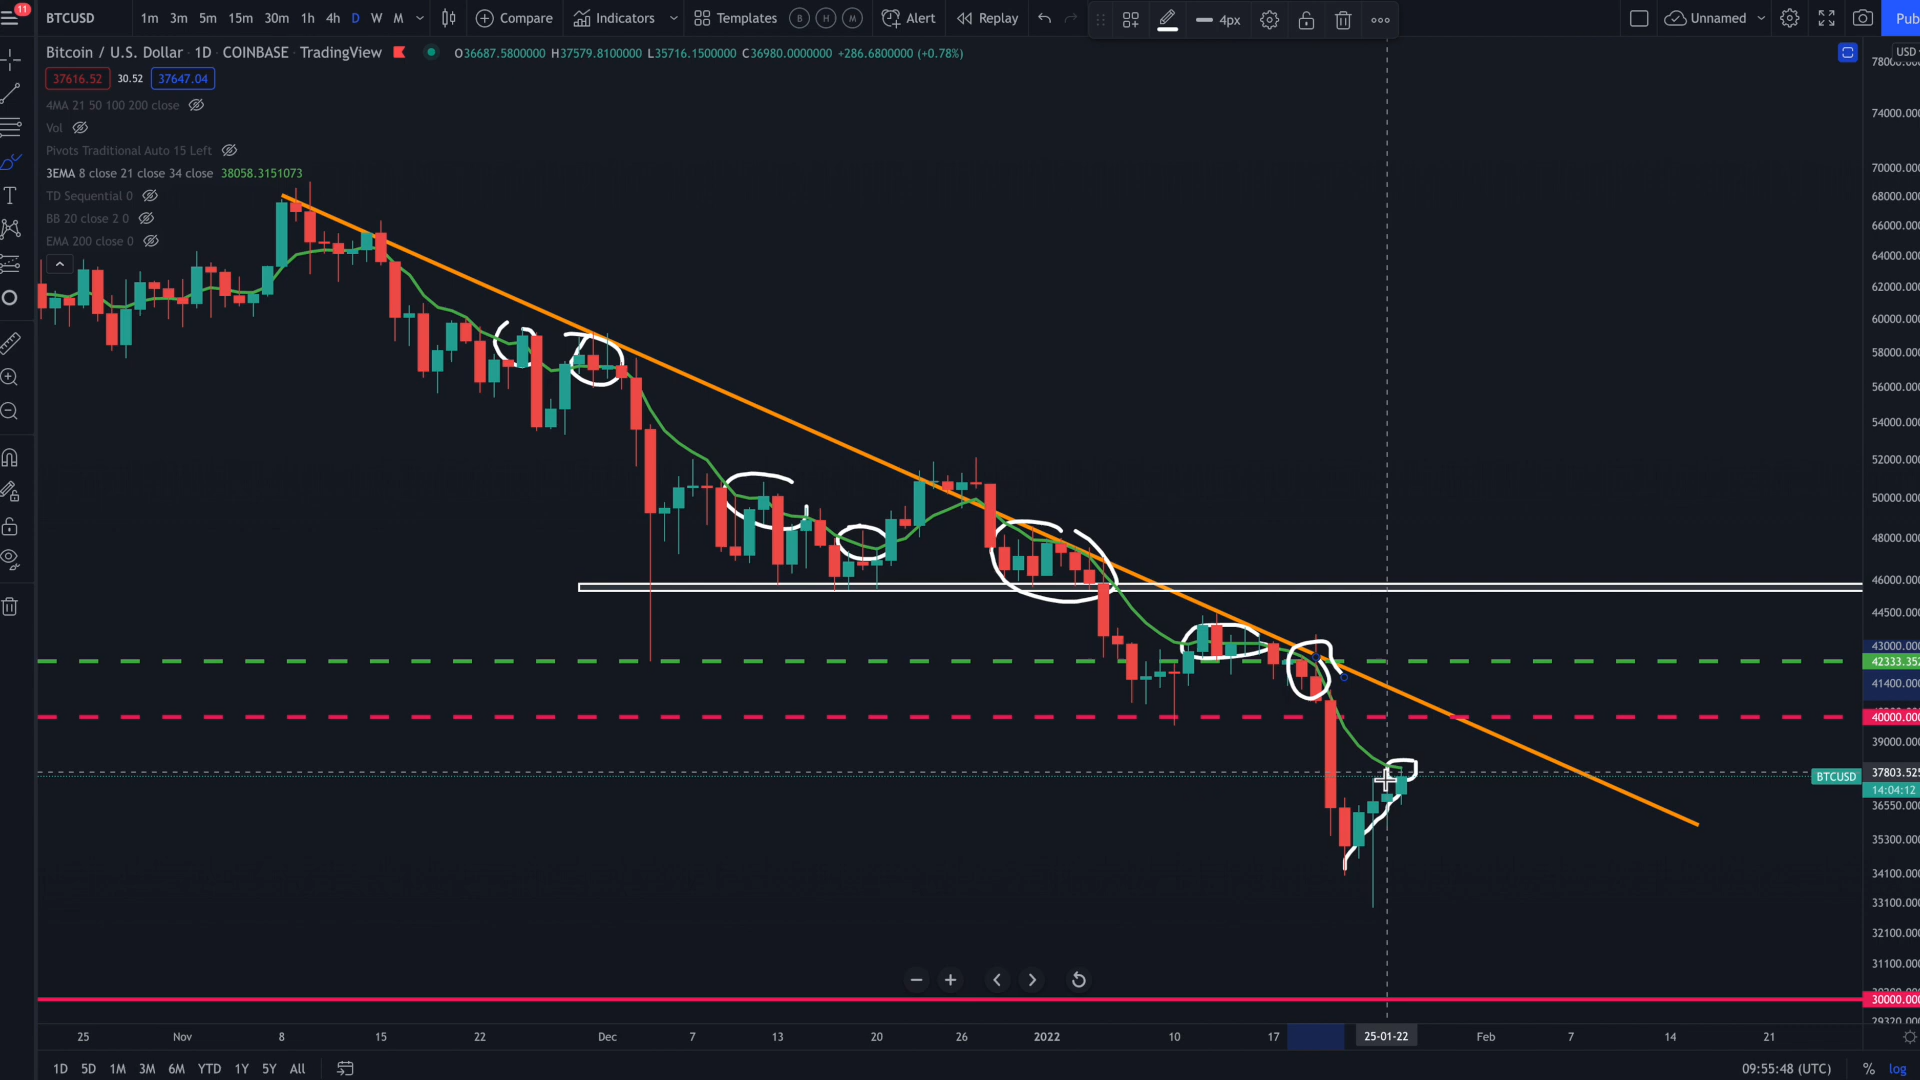 11
BTCUSD 1m 3m 5m 15m 30m 1h 4h D W M Compare Indicators Templates B H M Alert Replay 4px Unnamed Pub
Bitcoin / U.S. Dollar · 1D · COINBASE · TradingView O36687.5800000 H37579.8100000 L35716.1500000 C36980.0000000 +286.6800000 (+0.78%)
USD
37616.52 30.52 37647.04
4MA 21 50 100 200 close
Vol
Pivots Traditional Auto 15 Left
3EMA 8 close 21 close 34 close 38058.3151073
TD Sequential 0
BB 20 close 2 0
EMA 200 close 0
74000.000
70000.000
68000.000
66000.000
64000.000
62000.000
60000.000
58000.000
56000.000
54000.000
52000.000
50000.000
48000.000
46000.000
44500.000
43000.000
42333.352
41400.000
40000.000
39000.000
37803.525
BTCUSD
14:04:12
36550.000
35300.000
34100.000
33100.000
32100.000
31100.000
30000.000
29320.000
25 Nov 8 15 22 Dec 7 13 20 26 2022 10 17 25-01-22 Feb 7 14 21
1D 5D 1M 3M 6M YTD 1Y 5Y All 09:55:48 (UTC) % log